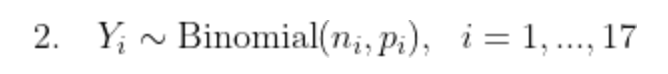 2. Yᵢ ∼ Binomial(nᵢ, pᵢ), i = 1, ..., 17